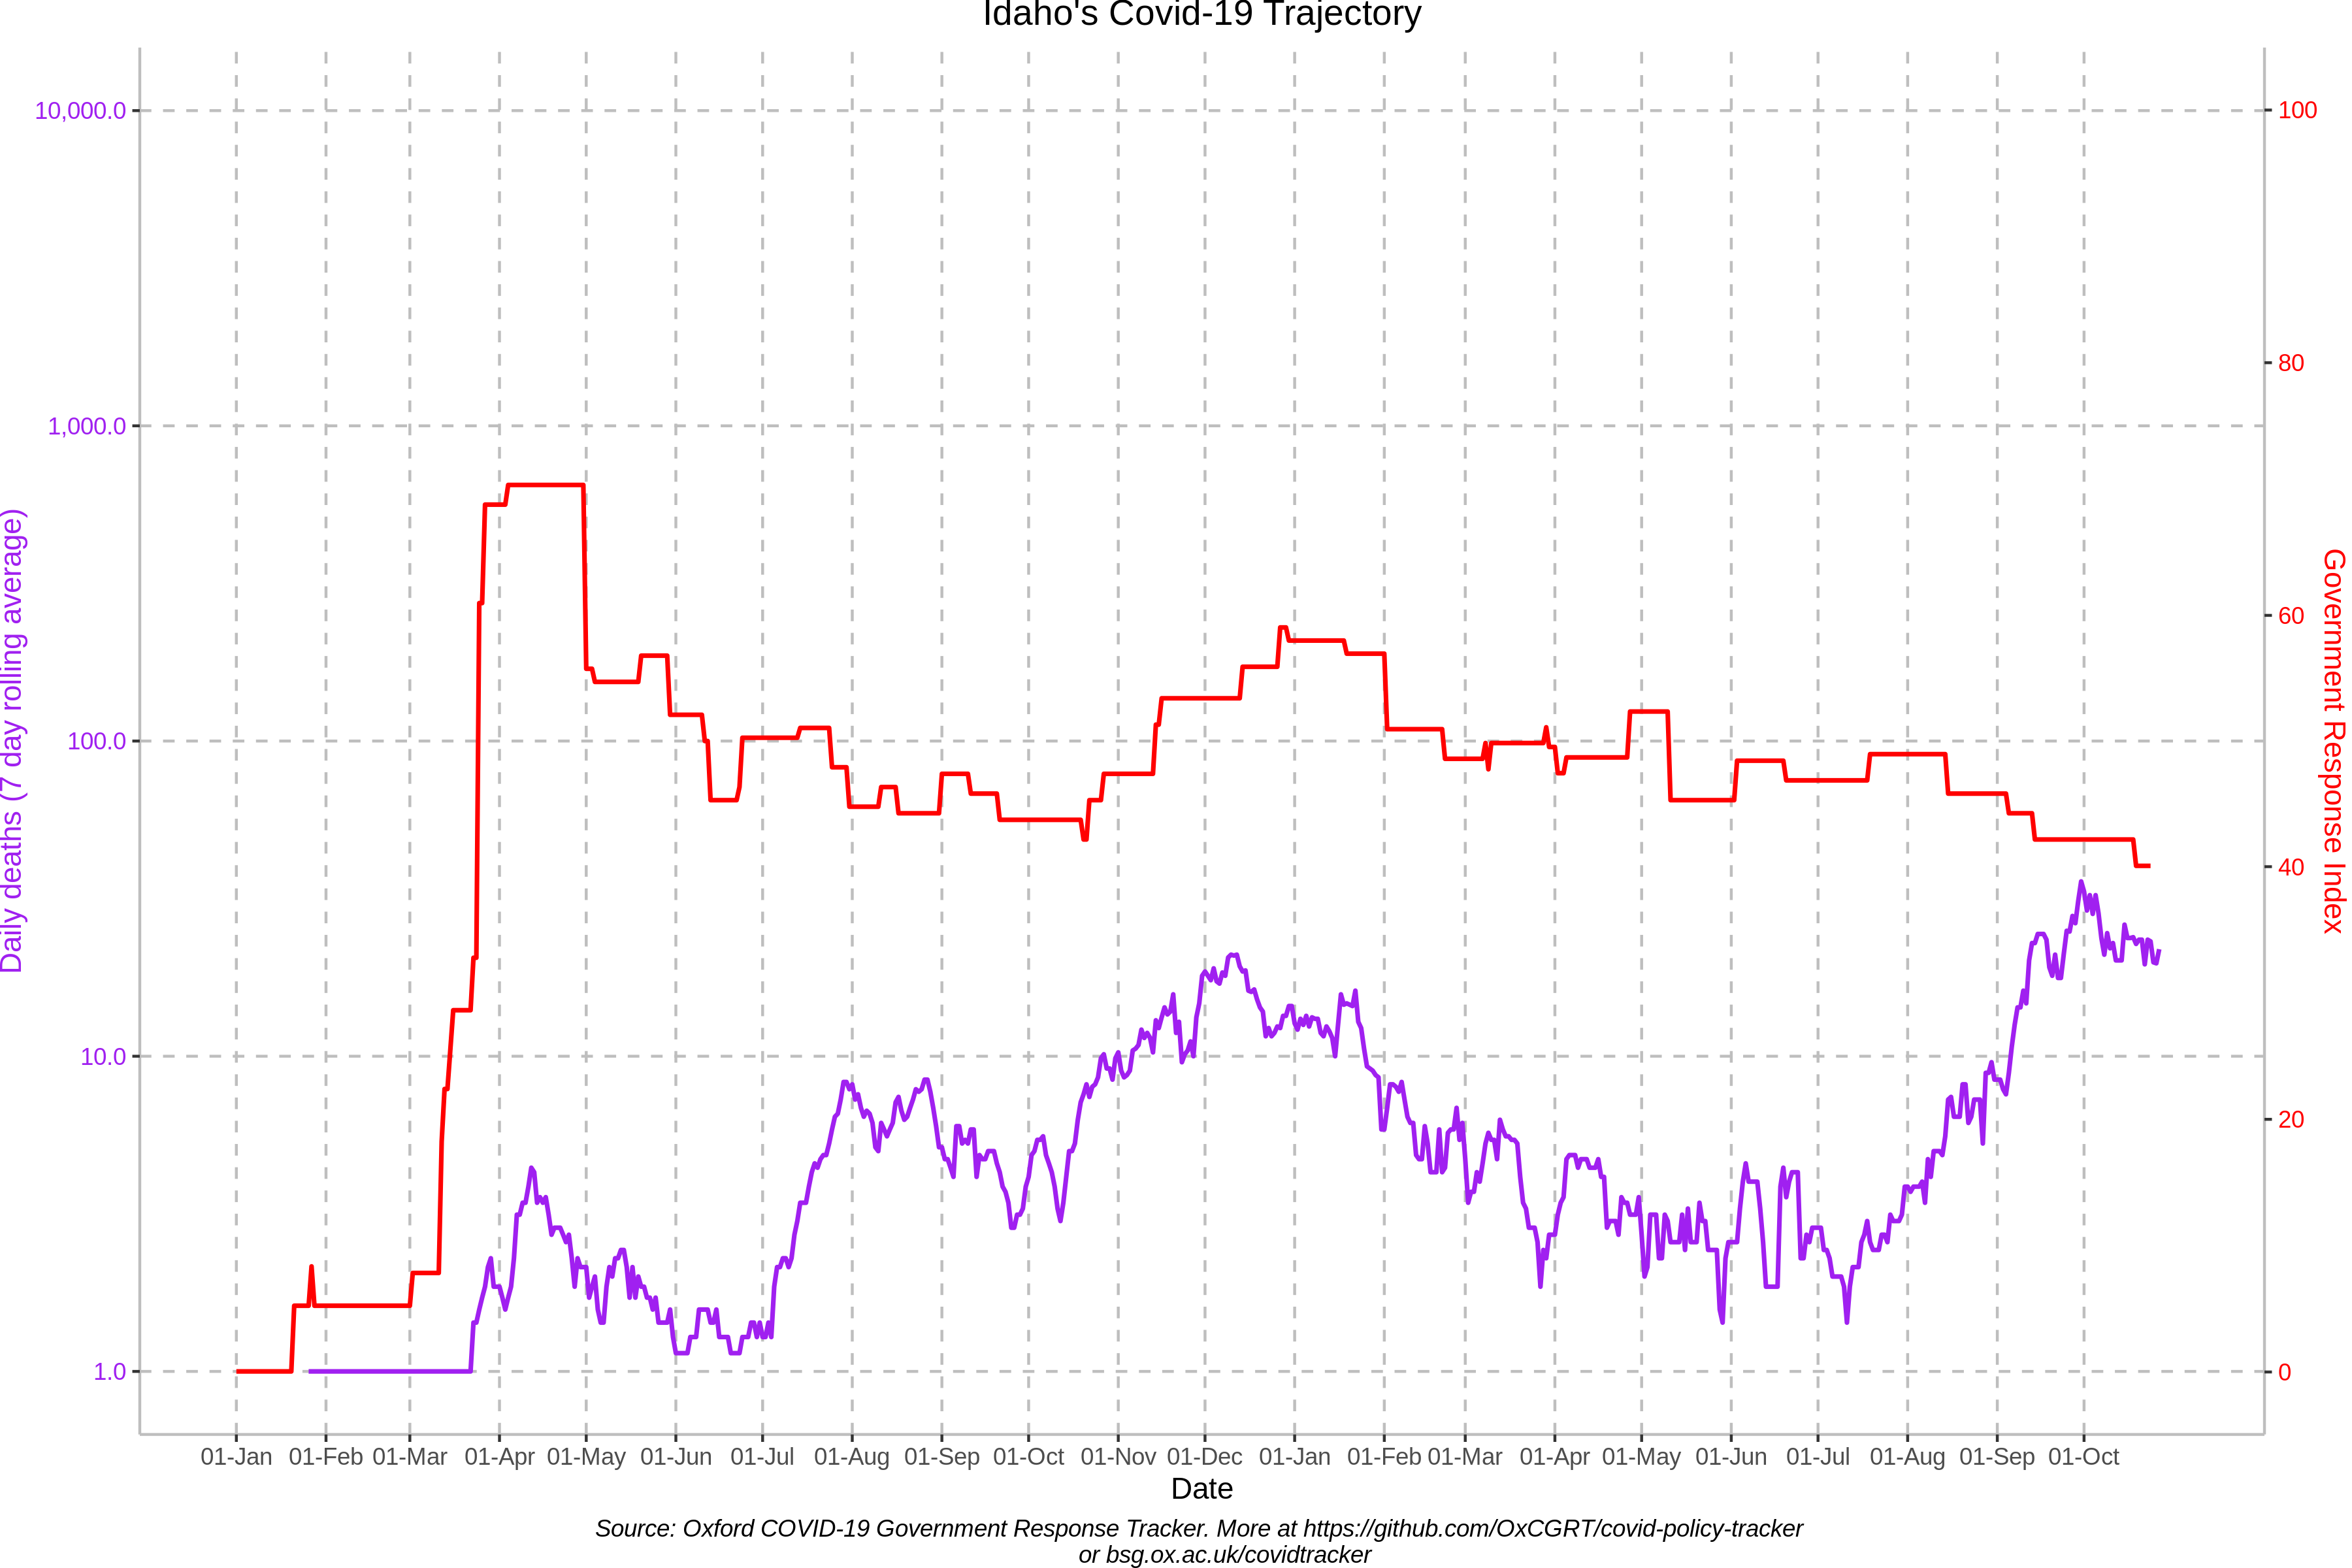 Idaho's Covid-19 Trajectory
10,000.0
1,000.0
100.0
10.0
1.0
Daily deaths (7 day rolling average)
100
80
60
40
20
0
Government Response Index
01-Jan 01-Feb 01-Mar 01-Apr 01-May 01-Jun 01-Jul 01-Aug 01-Sep 01-Oct 01-Nov 01-Dec 01-Jan 01-Feb 01-Mar 01-Apr 01-May 01-Jun 01-Jul 01-Aug 01-Sep 01-Oct
Date
Source: Oxford COVID-19 Government Response Tracker. More at https://github.com/OxCGRT/covid-policy-tracker
or bsg.ox.ac.uk/covidtracker